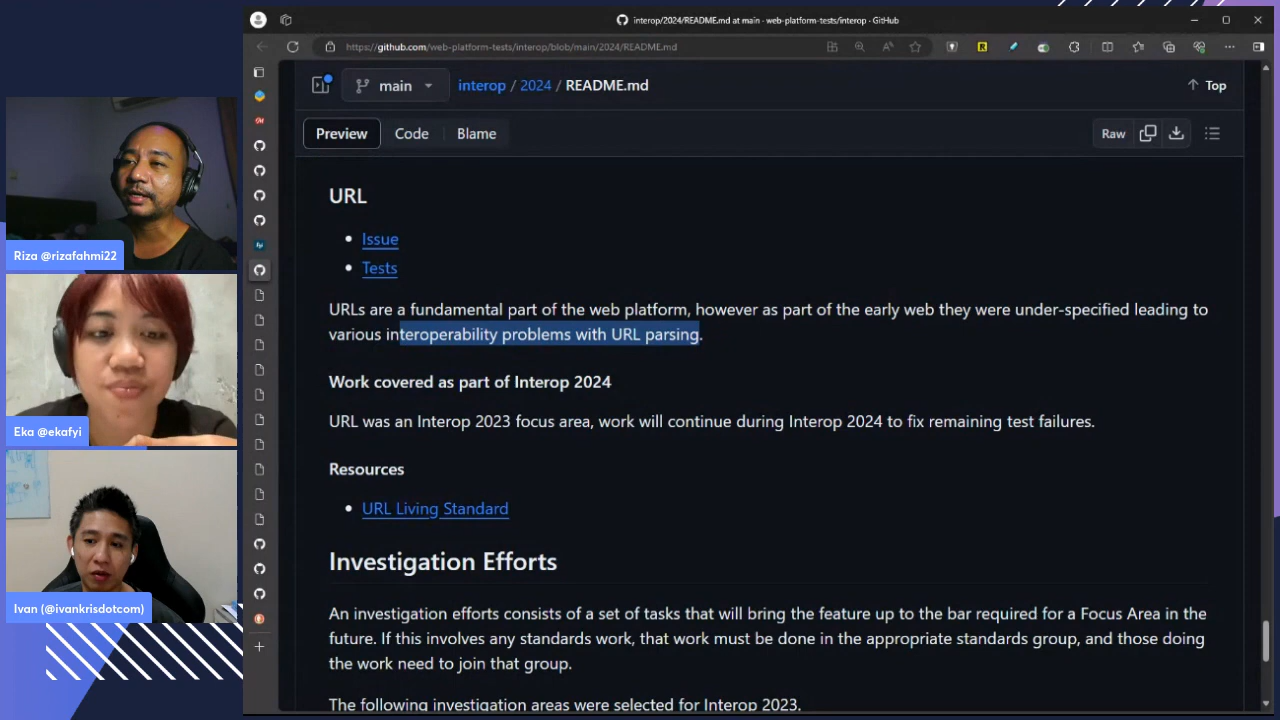 interop/2024/README.md at main · web-platform-tests/interop · GitHub
https://github.com/web-platform-tests/interop/blob/main/2024/README.md
main
interop / 2024 / README.md
Top
Preview
Code
Blame
Raw
URL
Issue
Tests
URLs are a fundamental part of the web platform, however as part of the early web they were under-specified leading to
various interoperability problems with URL parsing.
Work covered as part of Interop 2024
URL was an Interop 2023 focus area, work will continue during Interop 2024 to fix remaining test failures.
Resources
URL Living Standard
Investigation Efforts
An investigation efforts consists of a set of tasks that will bring the feature up to the bar required for a Focus Area in the
future. If this involves any standards work, that work must be done in the appropriate standards group, and those doing
the work need to join that group.
The following investigation areas were selected for Interop 2023.
Riza @rizafahmi22
Eka @ekafyi
Ivan (@ivankrisdotcom)